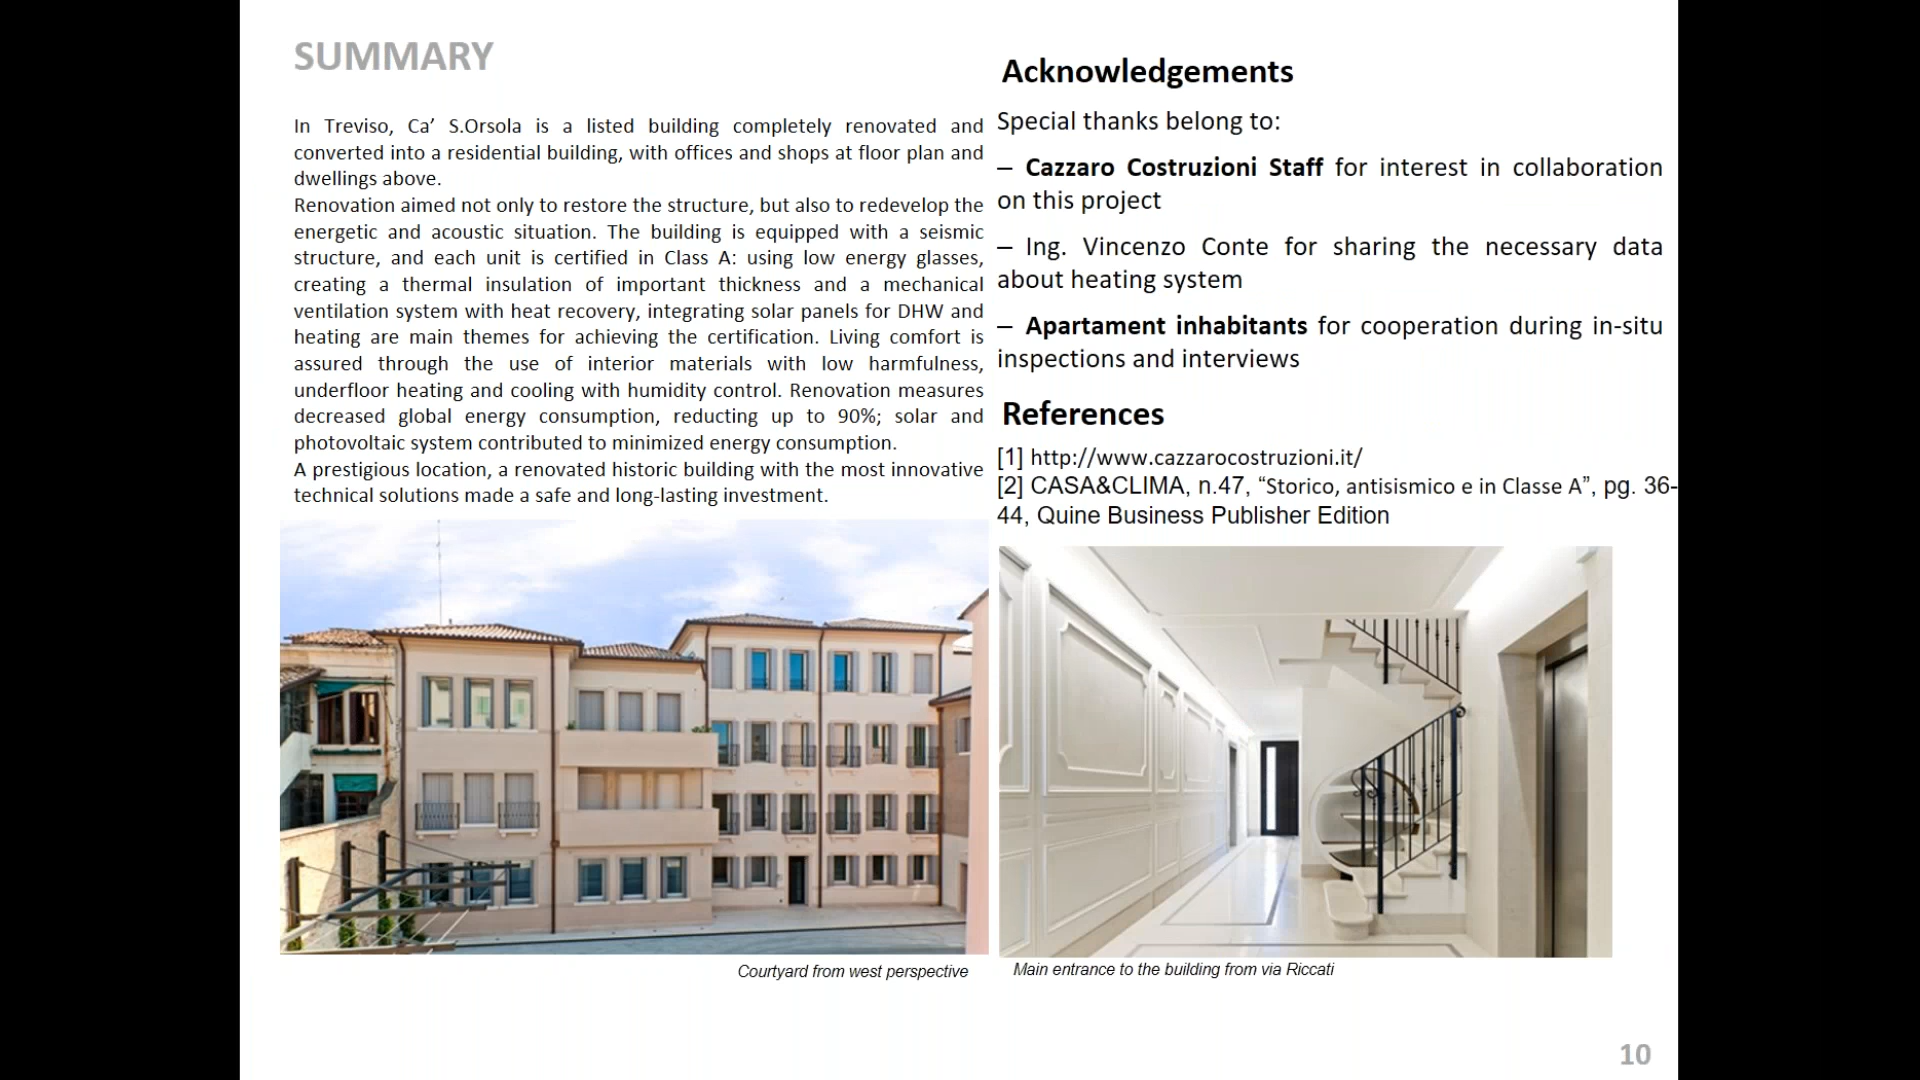 SUMMARY
In Treviso, Ca’ S.Orsola is a listed building completely renovated and
converted into a residential building, with offices and shops at floor plan and
dwellings above.
Renovation aimed not only to restore the structure, but also to redevelop the
energetic and acoustic situation. The building is equipped with a seismic
structure, and each unit is certified in Class A: using low energy glasses,
creating a thermal insulation of important thickness and a mechanical
ventilation system with heat recovery, integrating solar panels for DHW and
heating are main themes for achieving the certification. Living comfort is
assured through the use of interior materials with low harmfulness,
underfloor heating and cooling with humidity control. Renovation measures
decreased global energy consumption, reducting up to 90%; solar and
photovoltaic system contributed to minimized energy consumption.
A prestigious location, a renovated historic building with the most innovative
technical solutions made a safe and long-lasting investment.
Courtyard from west perspective
Acknowledgements
Special thanks belong to:
– Cazzaro Costruzioni Staff for interest in collaboration
on this project
– Ing. Vincenzo Conte for sharing the necessary data
about heating system
– Apartament inhabitants for cooperation during in-situ
inspections and interviews
References
[1] http://www.cazzarocostruzioni.it/
[2] CASA&CLIMA, n.47, “Storico, antisismico e in Classe A”, pg. 36-
44, Quine Business Publisher Edition
Main entrance to the building from via Riccati
10